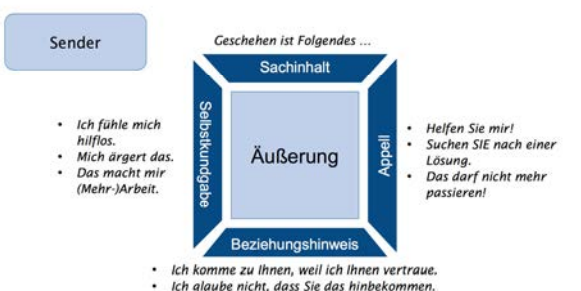 Sender
Geschehen ist Folgendes ...
Sachinhalt
Selbstkundgabe
• Ich fühle mich
hilflos.
• Mich ärgert das.
• Das macht mir
(Mehr-)Arbeit.
Äußerung
Appell
• Helfen Sie mir!
• Suchen SIE nach einer
Lösung.
• Das darf nicht mehr
passieren!
Beziehungshinweis
• Ich komme zu Ihnen, weil ich Ihnen vertraue.
• Ich glaube nicht, dass Sie das hinbekommen.